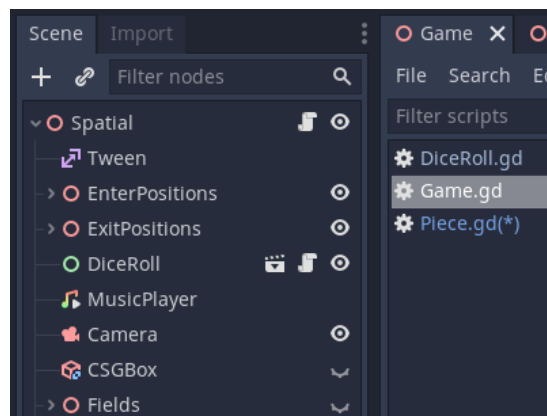 Scene Import
Filter nodes
Spatial
Tween
EnterPositions
ExitPositions
DiceRoll
MusicPlayer
Camera
CSGBox
Fields
Game
File Search
Filter scripts
DiceRoll.gd
Game.gd
Piece.gd(*)